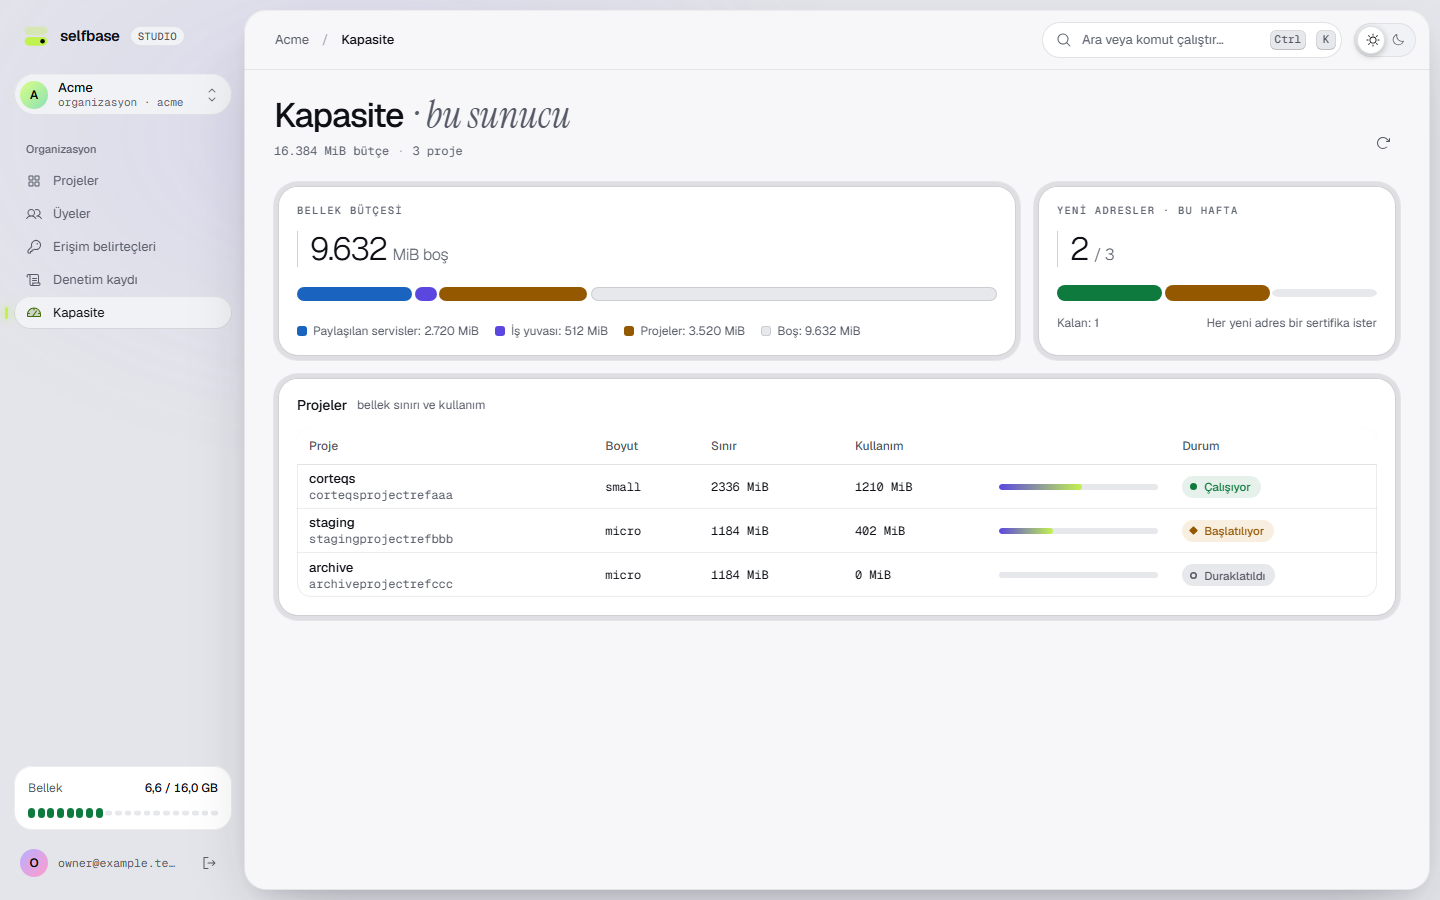 selfbase STUDIO
A Acme
organizasyon · acme
Organizasyon
Projeler
Üyeler
Erişim belirteçleri
Denetim kaydı
Kapasite
Bellek 6,6 / 16,0 GB
O owner@example.te…
Acme / Kapasite
Ara veya komut çalıştır… Ctrl K
Kapasite · bu sunucu
16.384 MiB bütçe · 3 proje
BELLEK BÜTÇESİ
9.632 MiB boş
Paylaşılan servisler: 2.720 MiB İş yuvası: 512 MiB Projeler: 3.520 MiB Boş: 9.632 MiB
YENİ ADRESLER · BU HAFTA
2 / 3
Kalan: 1 Her yeni adres bir sertifika ister
Projeler bellek sınırı ve kullanım
Proje Boyut Sınır Kullanım Durum
corteqs
corteqsprojectrefaaa small 2336 MiB 1210 MiB Çalışıyor
staging
stagingprojectrefbbb micro 1184 MiB 402 MiB Başlatılıyor
archive
archiveprojectrefccc micro 1184 MiB 0 MiB Duraklatıldı